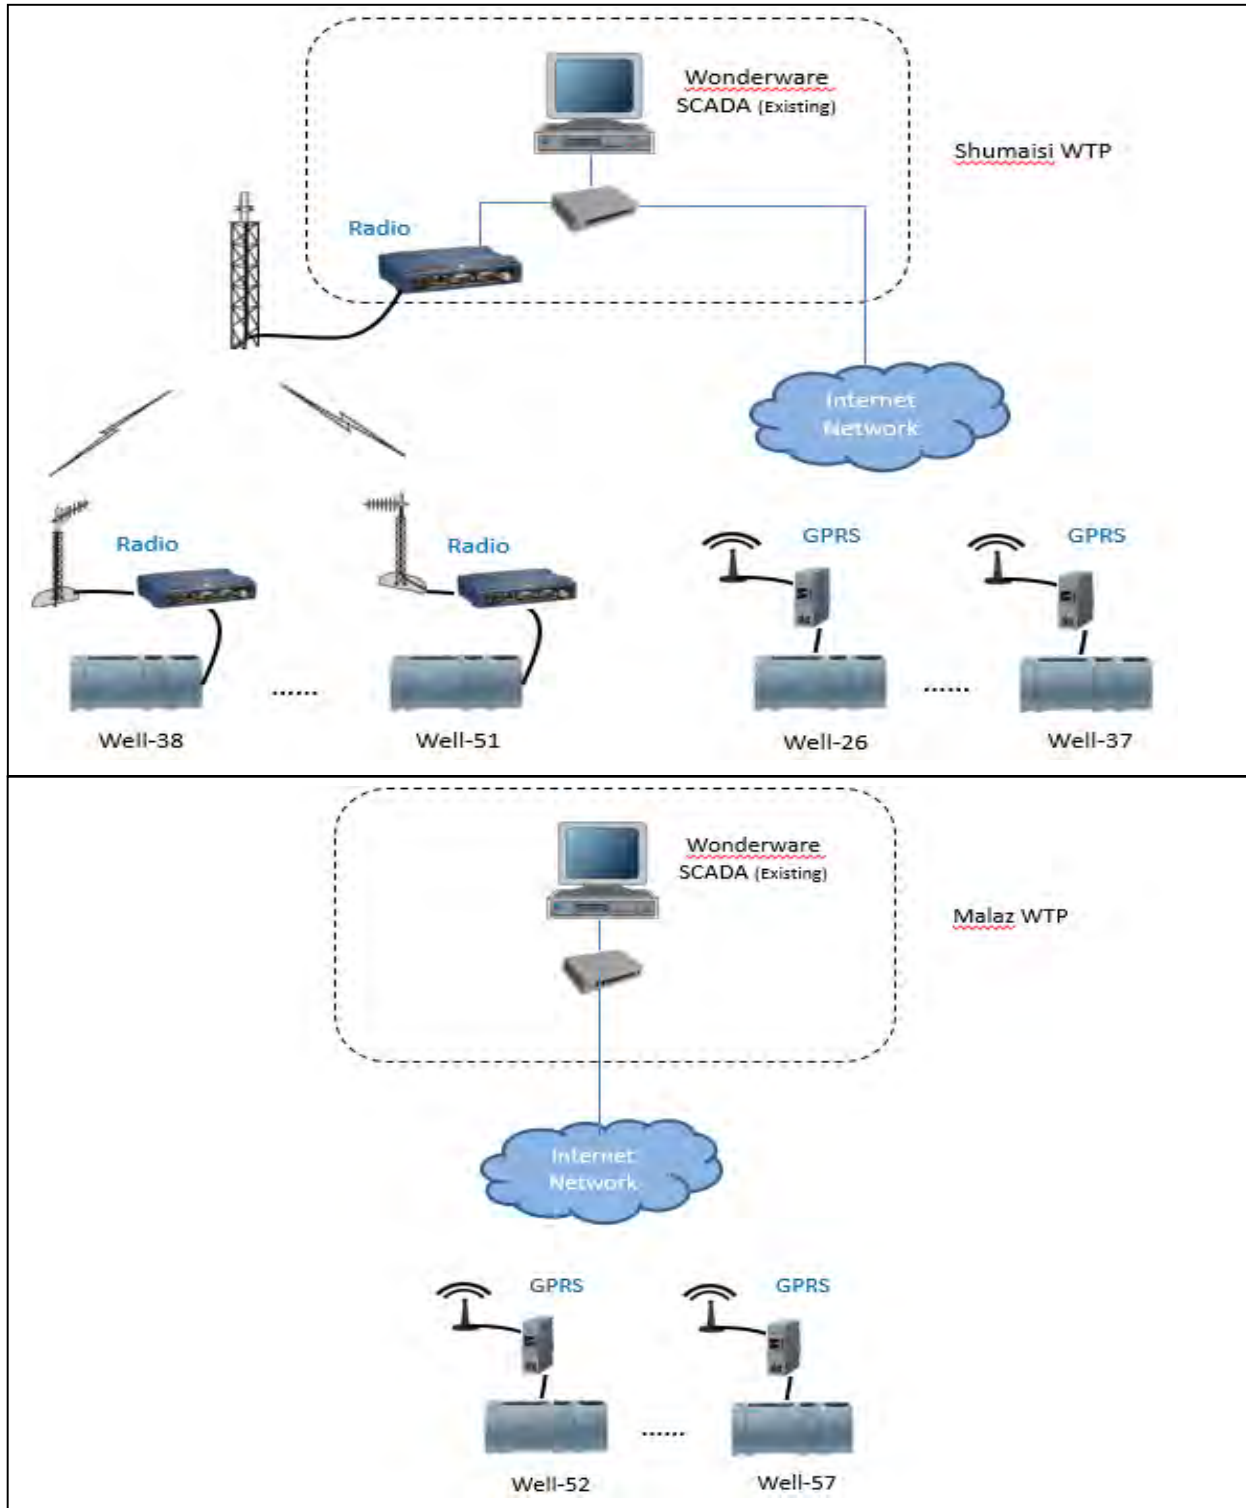 Wonderware
SCADA (Existing)
Shumaisi WTP
Radio
Internet
Network
Radio
Radio
GPRS
GPRS
......
......
Well-38
Well-51
Well-26
Well-37
Wonderware
SCADA (Existing)
Malaz WTP
Internet
Network
GPRS
GPRS
......
Well-52
Well-57